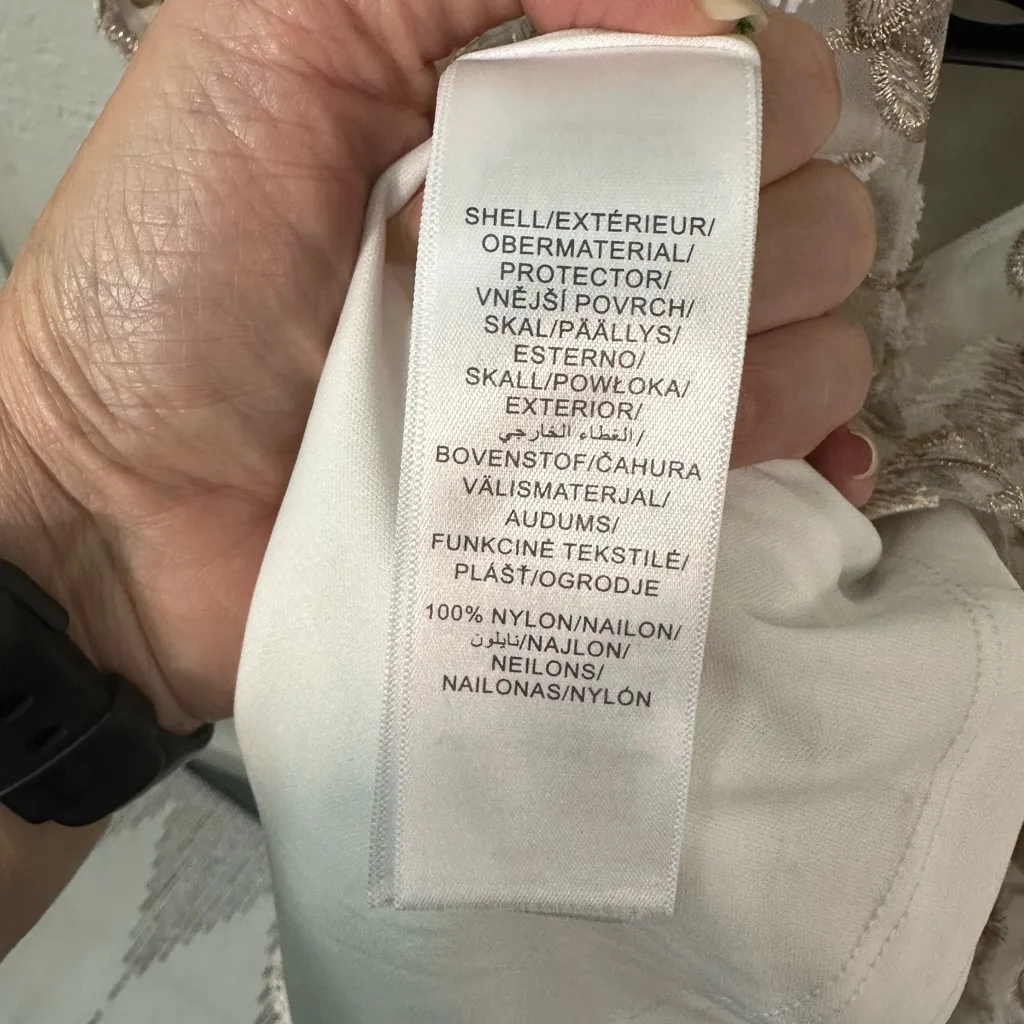 SHELL/EXTÉRIEUR/
OBERMATERIAL/
PROTECTOR/
VNĚJŠÍ POVRCH/
SKAL/PÄÄLLYS/
ESTERNO/
SKALL/POWŁOKA/
EXTERIOR/
الغطاء الخارجي/
BOVENSTOF/ČAHURA
VÄLISMATERJAL/
AUDUMS/
FUNKCINĖ TEKSTILĖ/
PLÁŠŤ/OGRODJE
100% NYLON/NAILON/
نايلون/NAJLON/
NEILONS/
NAILONAS/NYLÓN